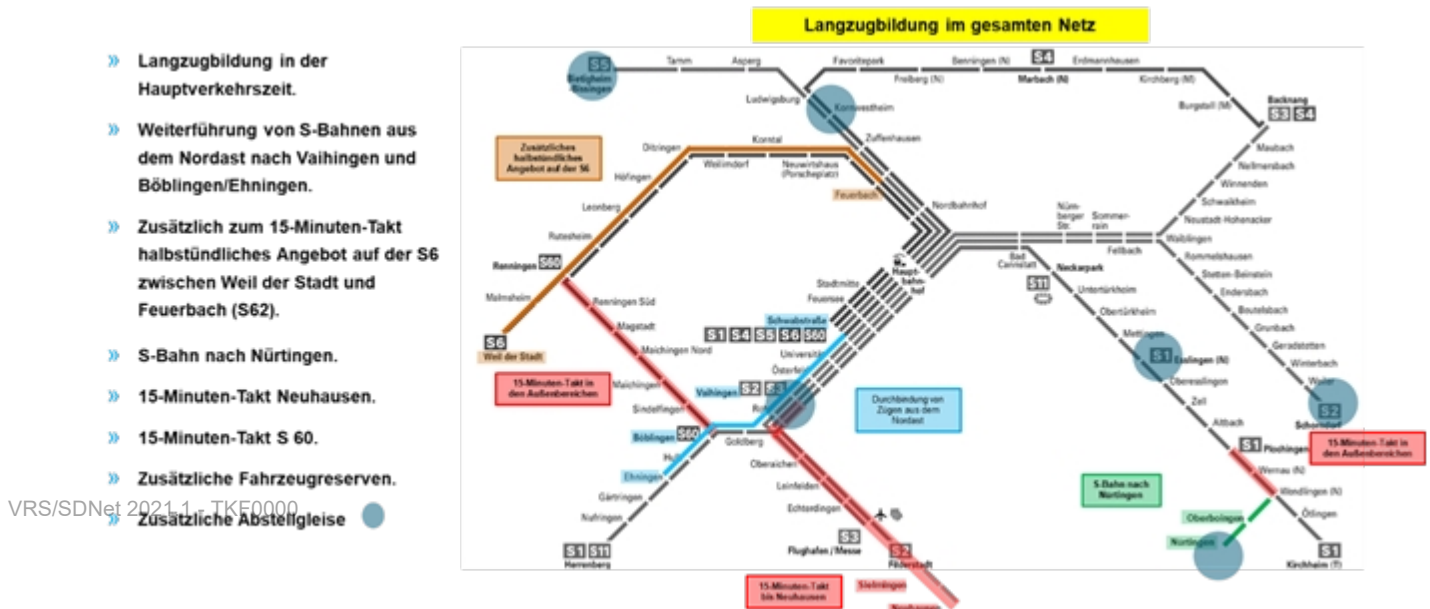 Langzugbildung im gesamten Netz
» Langzugbildung in der
Hauptverkehrszeit.
» Weiterführung von S-Bahnen aus
dem Nordast nach Vaihingen und
Böblingen/Ehningen.
» Zusätzlich zum 15-Minuten-Takt
halbstündliches Angebot auf der S6
zwischen Weil der Stadt und
Feuerbach (S62).
» S-Bahn nach Nürtingen.
» 15-Minuten-Takt Neuhausen.
» 15-Minuten-Takt S 60.
» Zusätzliche Fahrzeugreserven.
» Zusätzliche Abstellgleise
VRS/SDNet 2021.1 - TKF0000
S5
Bietigheim
-Bissingen
Tamm
Asperg
Ludwigsburg
Kornwestheim
Zuffenhausen
Favoritepark
Freiberg (N)
Benningen (N)
S4
Marbach (N)
Erdmannhausen
Kirchberg (M)
Burgstall (M)
Backnang
S3 S4
Maubach
Nellmersbach
Winnenden
Schwaikheim
Neustadt-Hohenacker
Waiblingen
Zusätzliches
halbstündliches
Angebot auf der S6
Ditzingen
Korntal
Weilimdorf
Neuwirtshaus
(Porscheplatz)
Feuerbach
Höfingen
Leonberg
Rutesheim
Renningen S60
Malmsheim
S6
Weil der Stadt
Nordbahnhof
Nürn-
berger
Str.
Sommer-
rain
Fellbach
Rommelshausen
Stetten-Beinstein
Endersbach
Beutelsbach
Grunbach
Geradstetten
Winterbach
Weiler
S2
Schorndorf
Haupt-
bahn-
hof
Stadtmitte
Feuersee
Schwabstraße
S1 S4 S5 S6 S60
Universität
Österfeld
Vaihingen S2 S3
Bad
Cannstatt
S11
Neckarpark
Untertürkheim
Obertürkheim
Mettingen
S1 Esslingen (N)
Oberesslingen
Zell
Altbach
S1 Plochingen
Wernau (N)
Wendlingen (N)
Ötlingen
S1
Kirchheim (T)
Renningen Süd
Magstadt
Maichingen Nord
Maichingen
Sindelfingen
Böblingen S60
Goldberg
Ehningen
Gärtringen
Nufringen
S1 S11
Herrenberg
15-Minuten-Takt in
den Außenbereichen
Durchbindung von
Zügen aus dem
Nordast
15-Minuten-Takt in
den Außenbereichen
S-Bahn nach
Nürtingen
Oberboingen
Nürtingen
Oberaichen
Leinfelden
Echterdingen
S3
Flughafen / Messe
S2
Filderstadt
Sielmingen
Neuhausen
15-Minuten-Takt
bis Neuhausen